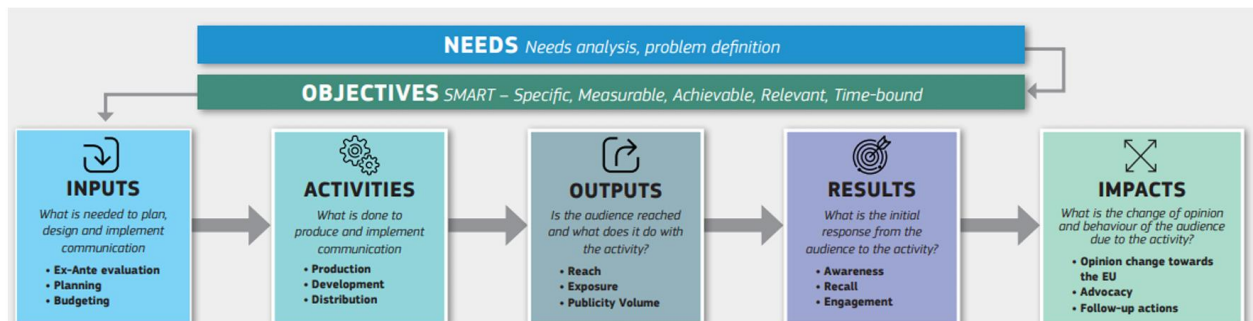 NEEDS Needs analysis, problem definition
OBJECTIVES SMART – Specific, Measurable, Achievable, Relevant, Time-bound
INPUTS
What is needed to plan,
design and implement
communication
• Ex-Ante evaluation
• Planning
• Budgeting
ACTIVITIES
What is done to
produce and implement
communication
• Production
• Development
• Distribution
OUTPUTS
Is the audience reached
and what does it do with
the activity?
• Reach
• Exposure
• Publicity Volume
RESULTS
What is the initial
response from the
audience to the activity?
• Awareness
• Recall
• Engagement
IMPACTS
What is the change of opinion
and behaviour of the audience
due to the activity?
• Opinion change towards
the EU
• Advocacy
• Follow-up actions